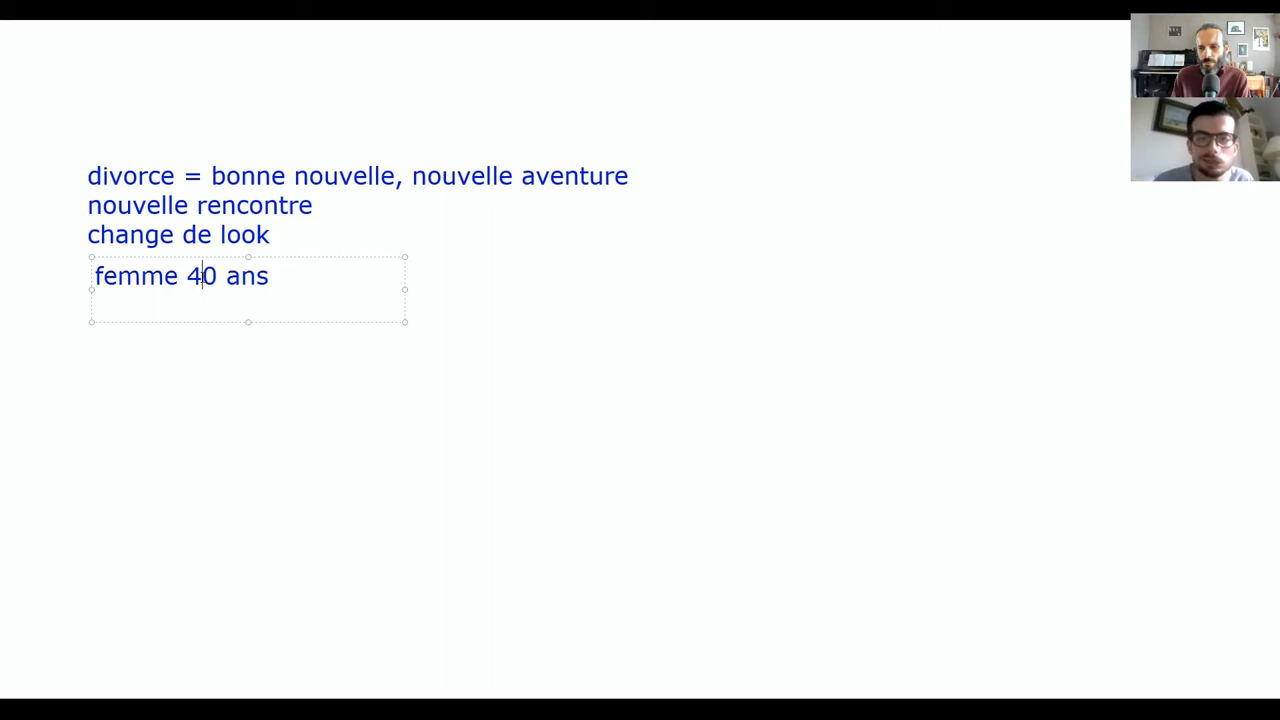 divorce = bonne nouvelle, nouvelle aventure
nouvelle rencontre
change de look
femme 40 ans